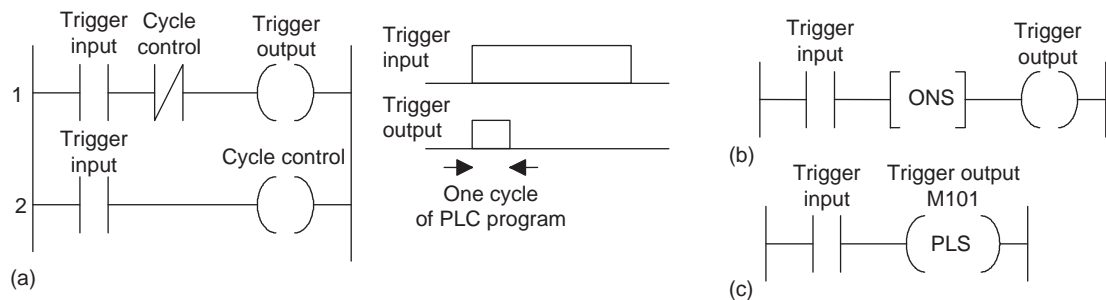 Trigger
input
Cycle
control
Trigger
output
1
Trigger
input
Cycle control
2
(a)
Trigger
input
Trigger
output
One cycle
of PLC program
Trigger
input
Trigger
output
ONS
(b)
Trigger
input
Trigger output
M101
PLS
(c)